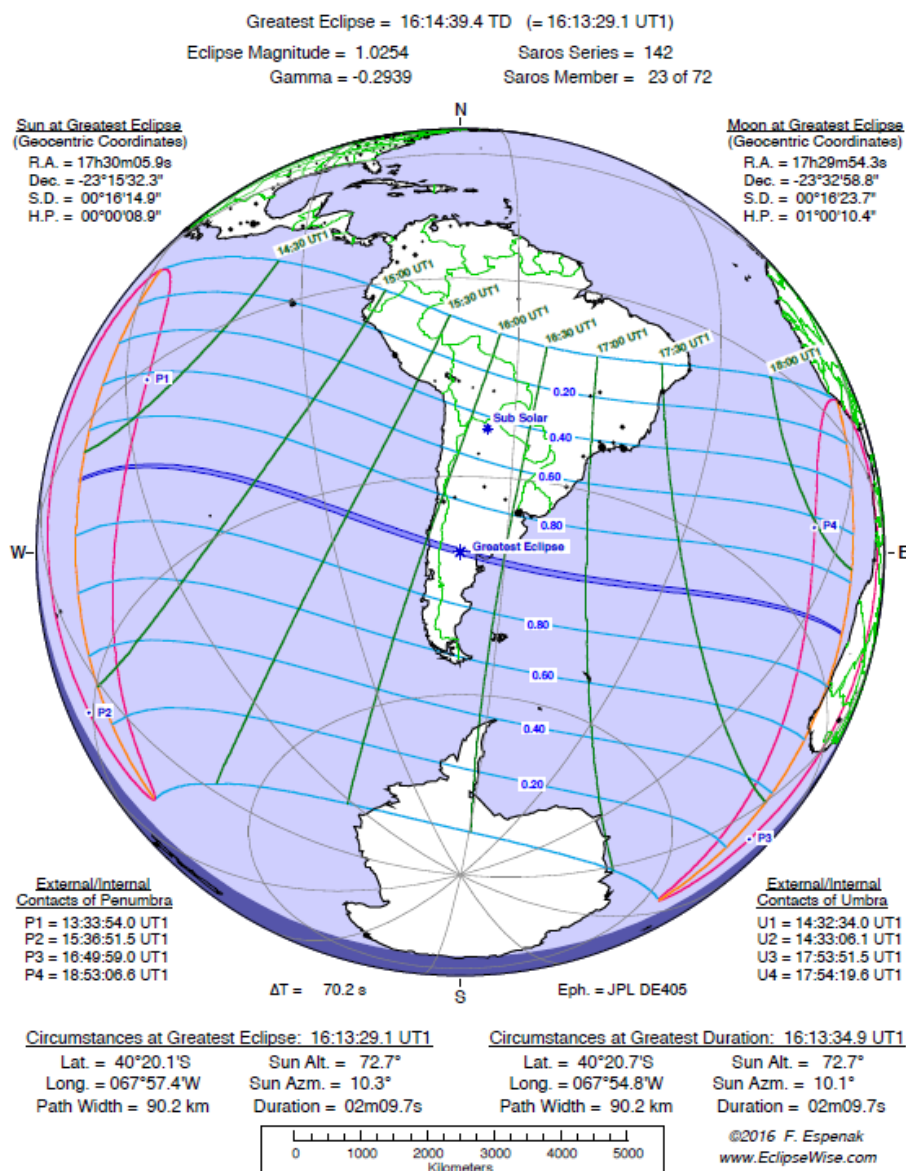 Greatest Eclipse = 16:14:39.4 TD (= 16:13:29.1 UT1)
Eclipse Magnitude = 1.0254
Saros Series = 142
Gamma = -0.2939
Saros Member = 23 of 72
Sun at Greatest Eclipse
(Geocentric Coordinates)
R.A. = 17h30m05.9s
Dec. = -23°15'32.3"
S.D. = 00°16'14.9"
H.P. = 00°00'08.9"
N
Moon at Greatest Eclipse
(Geocentric Coordinates)
R.A. = 17h29m54.3s
Dec. = -23°32'58.8"
S.D. = 00°16'23.7"
H.P. = 01°00'10.4"
14:30 UT1
15:00 UT1
15:30 UT1
16:00 UT1
16:30 UT1
17:00 UT1
17:30 UT1
18:00 UT1
P1
0.20
Sub Solar
0.40
0.60
0.80
P4
W
Greatest Eclipse
E
0.80
0.60
P2
0.40
0.20
P3
External/Internal
Contacts of Penumbra
P1 = 13:33:54.0 UT1
P2 = 15:36:51.5 UT1
P3 = 16:49:59.0 UT1
P4 = 18:53:06.6 UT1
External/Internal
Contacts of Umbra
U1 = 14:32:34.0 UT1
U2 = 14:33:06.1 UT1
U3 = 17:53:51.5 UT1
U4 = 17:54:19.6 UT1
ΔT = 70.2 s
S
Eph. = JPL DE405
Circumstances at Greatest Eclipse: 16:13:29.1 UT1
Lat. = 40°20.1'S
Sun Alt. = 72.7°
Long. = 067°57.4'W
Sun Azm. = 10.3°
Path Width = 90.2 km
Duration = 02m09.7s
Circumstances at Greatest Duration: 16:13:34.9 UT1
Lat. = 40°20.7'S
Sun Alt. = 72.7°
Long. = 067°54.8'W
Sun Azm. = 10.1°
Path Width = 90.2 km
Duration = 02m09.7s
0 1000 2000 3000 4000 5000
Kilometers
©2016 F. Espenak
www.EclipseWise.com